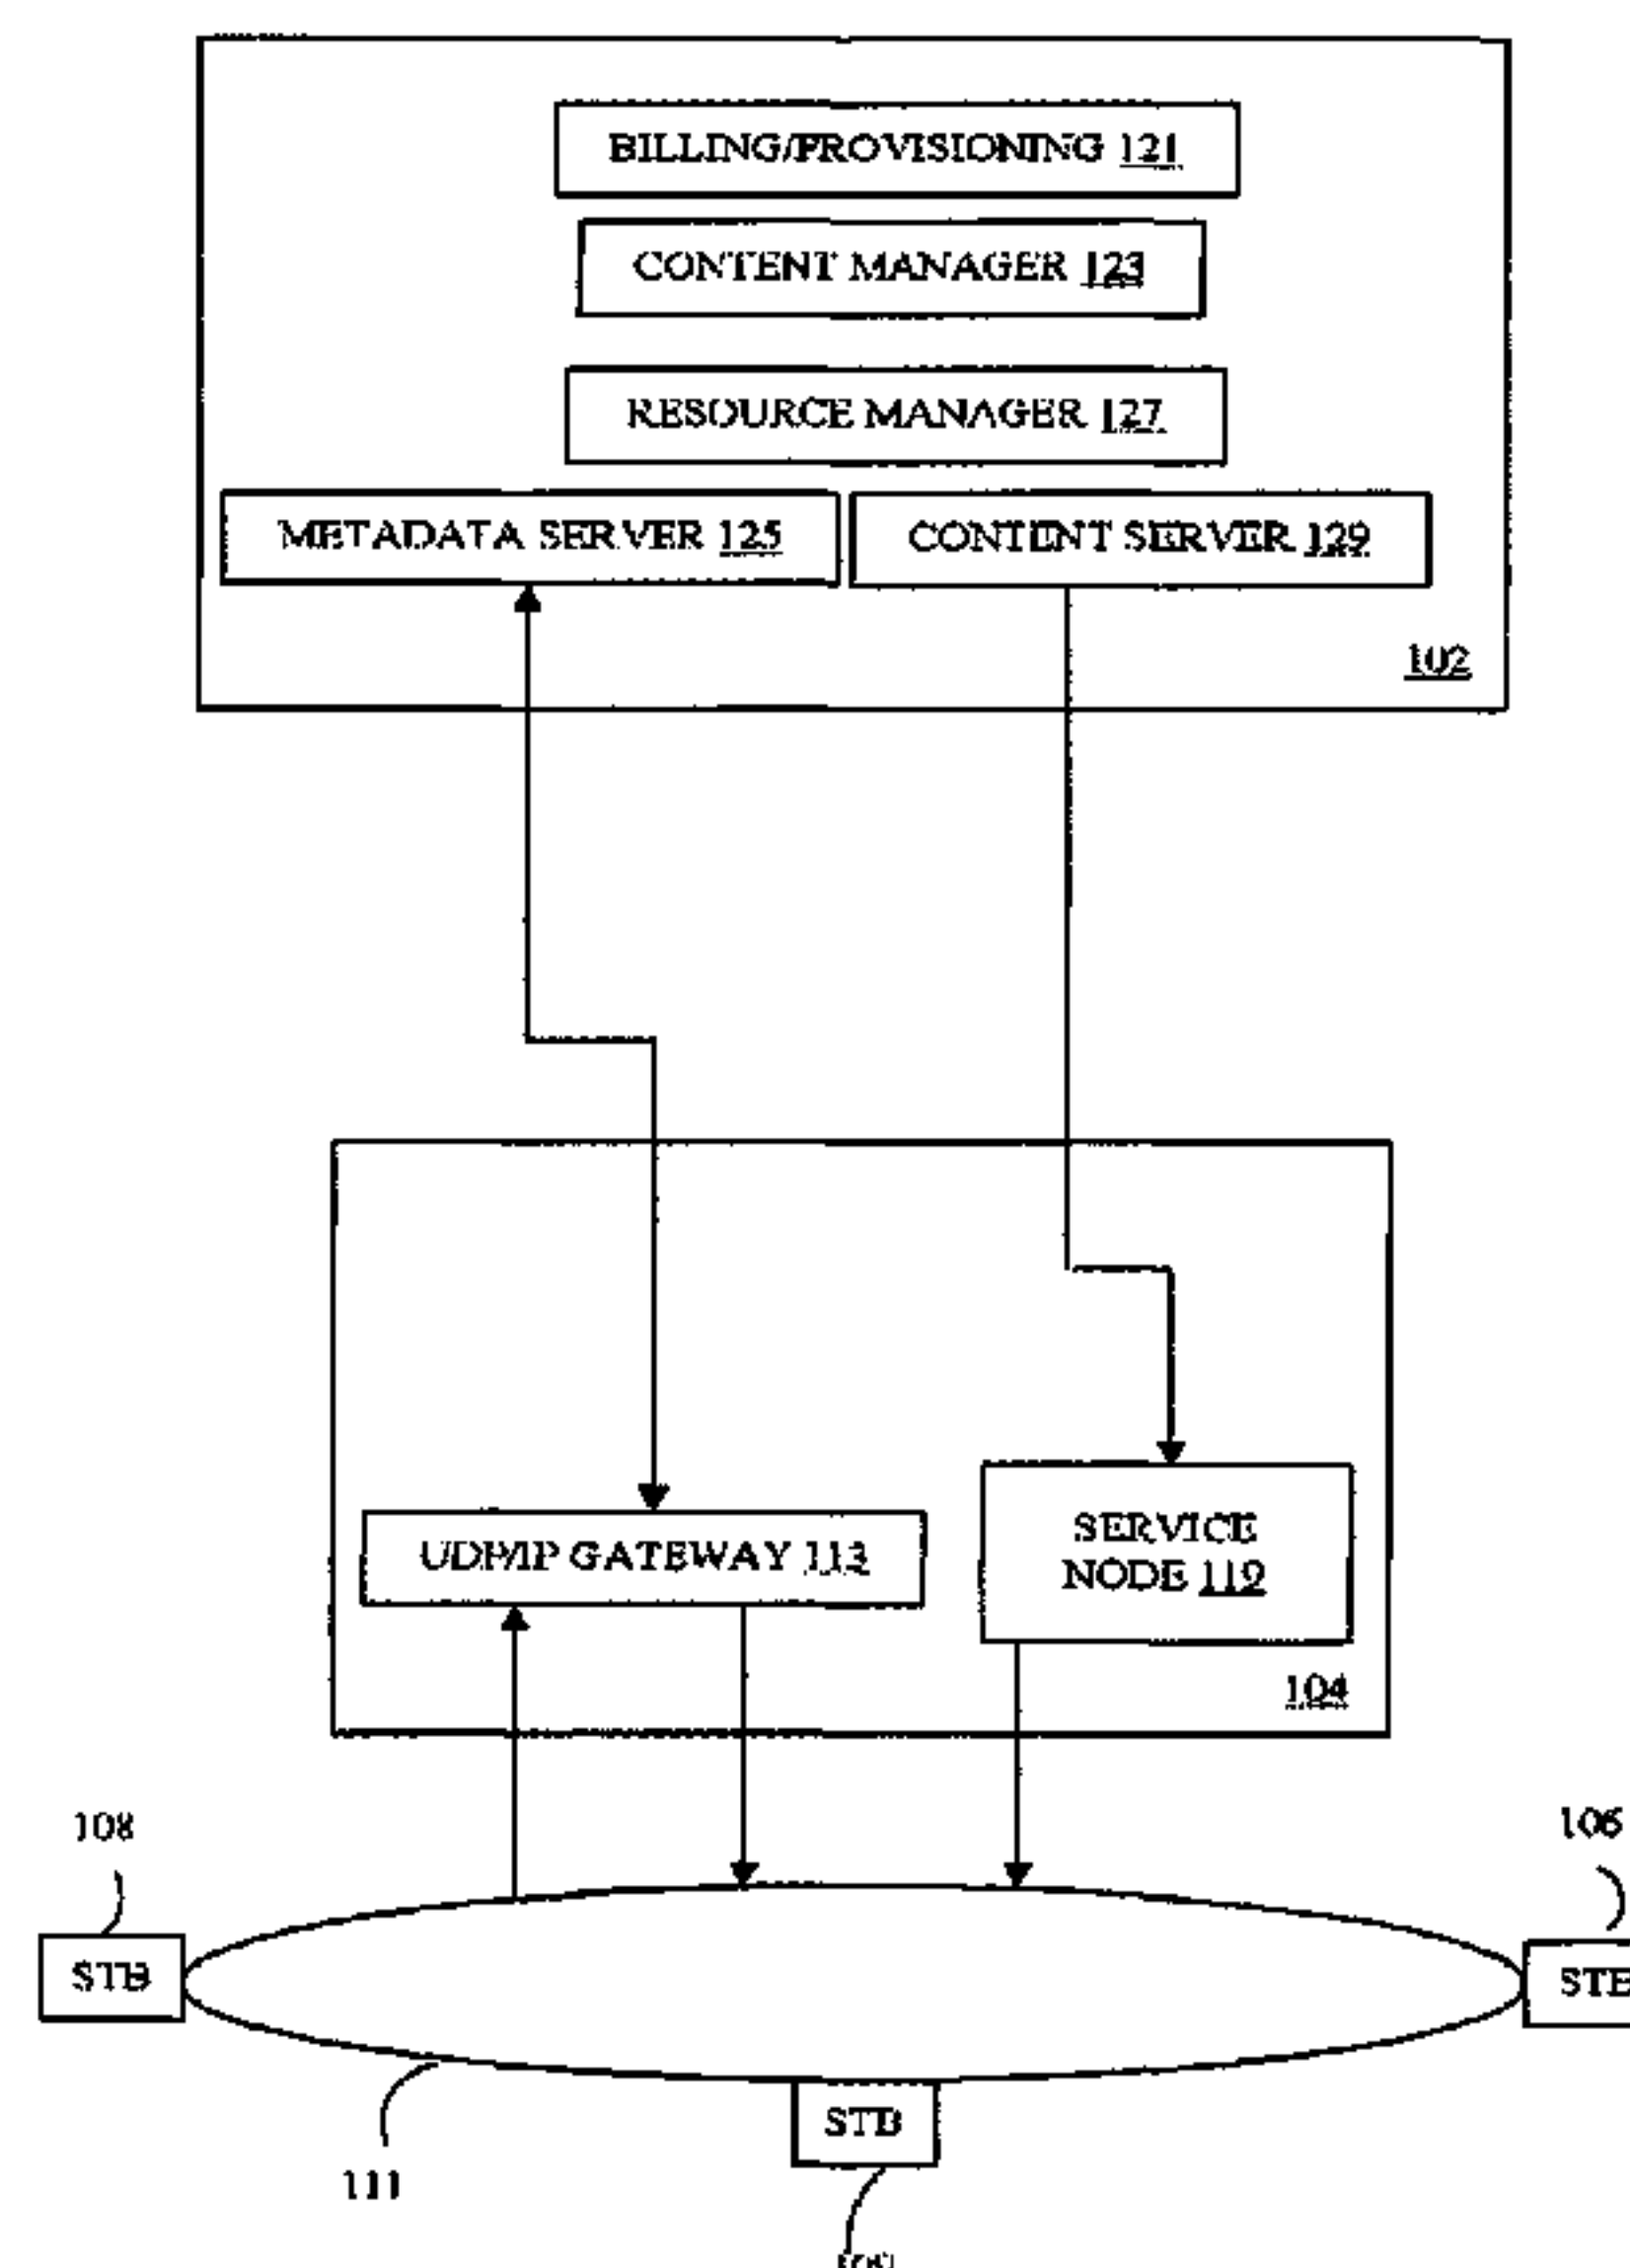 BILLING/PROVISIONING 121
CONTENT MANAGER 123
RESOURCE MANAGER 127
METADATA SERVER 125
CONTENT SERVER 129
102
UDP/IP GATEWAY 113
SERVICE
NODE 119
104
108
106
STB
STB
STB
111